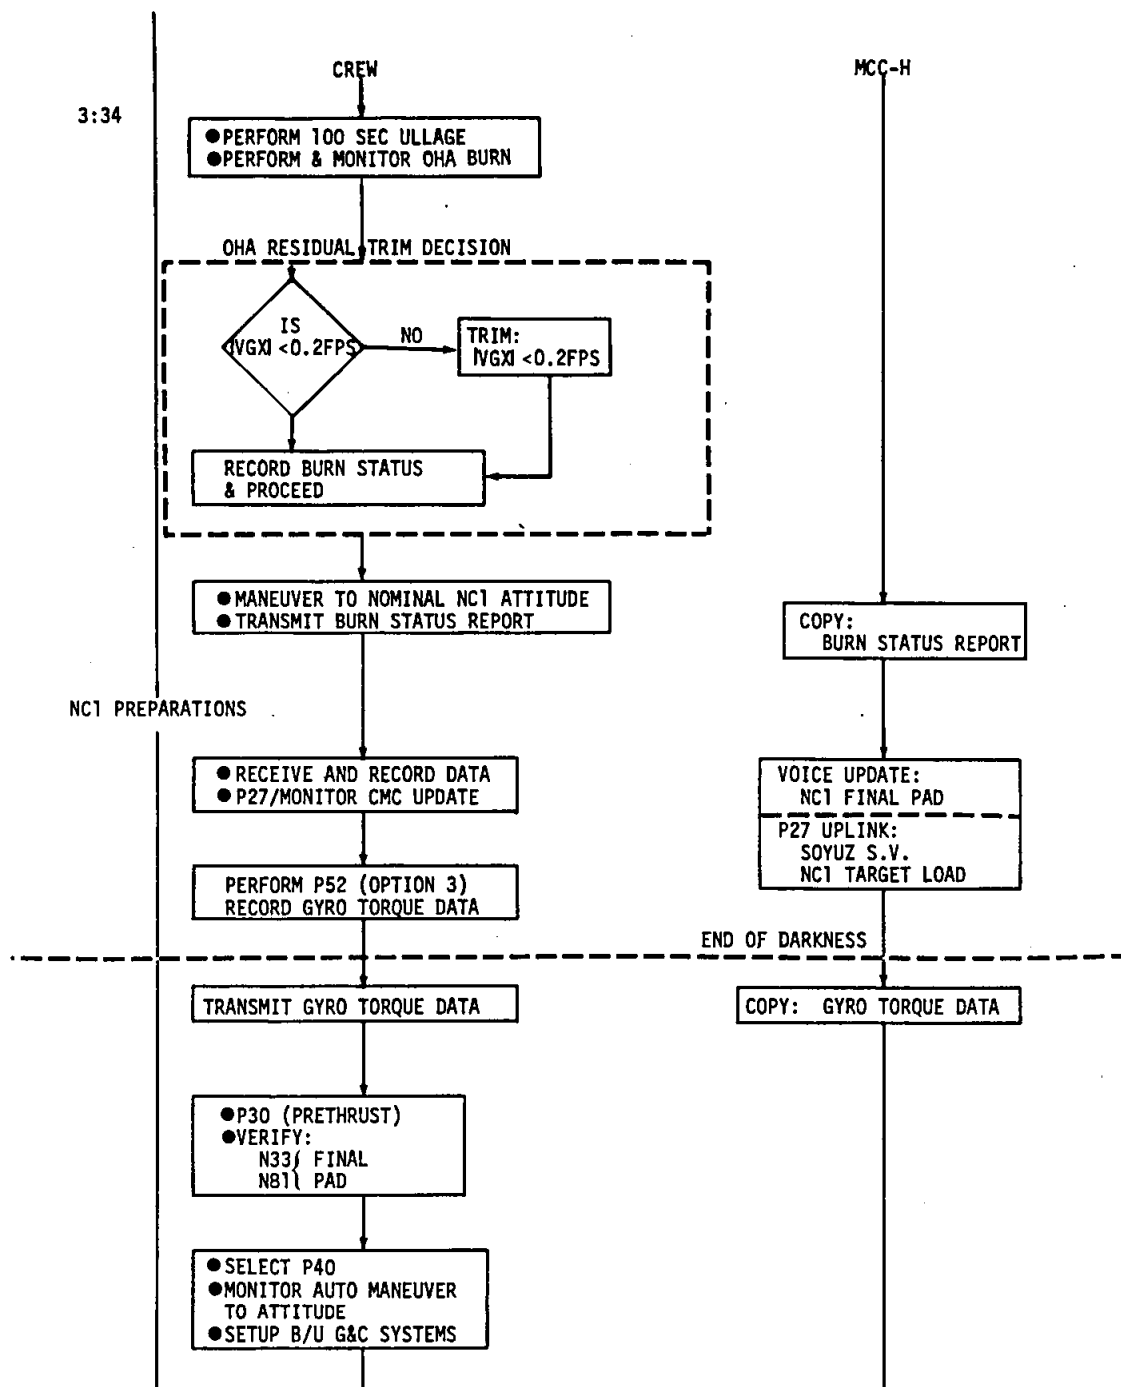 CREW
MCC-H
3:34
●PERFORM 100 SEC ULLAGE
●PERFORM & MONITOR OHA BURN
OHA RESIDUAL TRIM DECISION
IS
|VGX| <0.2FPS
NO
TRIM:
|VGX| <0.2FPS
RECORD BURN STATUS
& PROCEED
●MANEUVER TO NOMINAL NC1 ATTITUDE
●TRANSMIT BURN STATUS REPORT
COPY:
BURN STATUS REPORT
NC1 PREPARATIONS
●RECEIVE AND RECORD DATA
●P27/MONITOR CMC UPDATE
VOICE UPDATE:
NC1 FINAL PAD
P27 UPLINK:
SOYUZ S.V.
NC1 TARGET LOAD
PERFORM P52 (OPTION 3)
RECORD GYRO TORQUE DATA
END OF DARKNESS
TRANSMIT GYRO TORQUE DATA
COPY: GYRO TORQUE DATA
●P30 (PRETHRUST)
●VERIFY:
N33{ FINAL
N81{ PAD
●SELECT P40
●MONITOR AUTO MANEUVER
TO ATTITUDE
●SETUP B/U G&C SYSTEMS